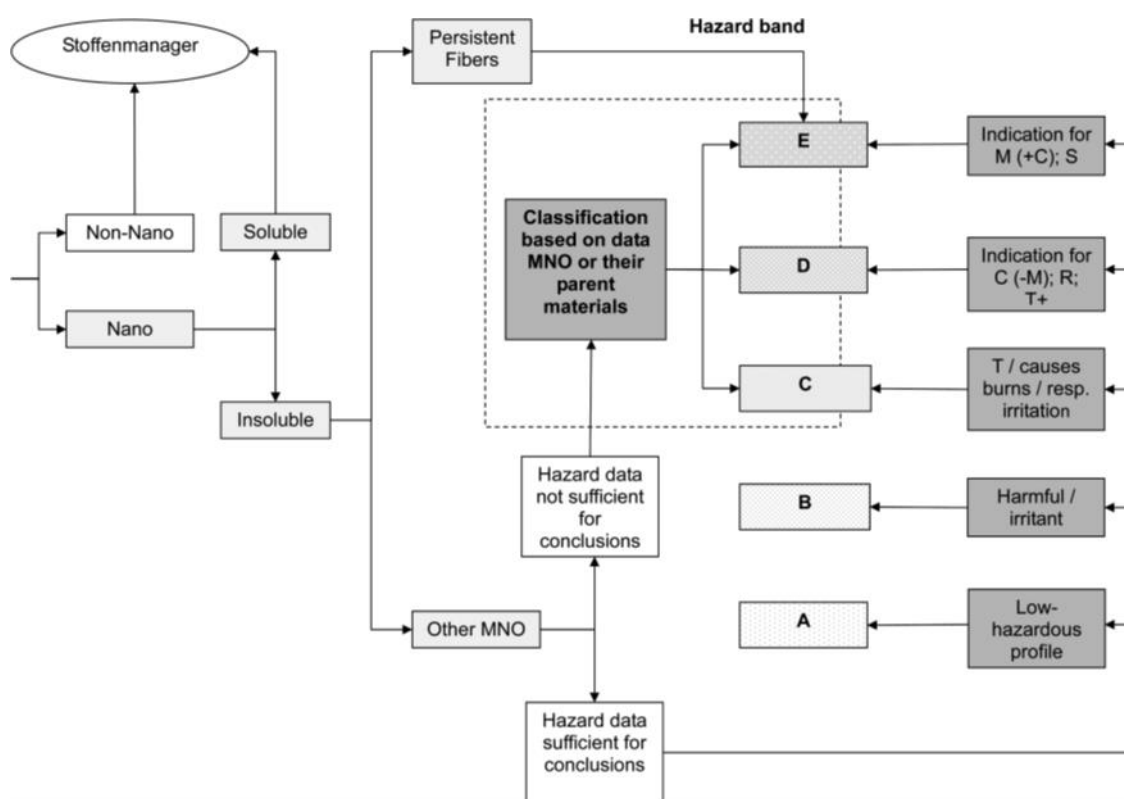 Stoffenmanager
Persistent
Fibers
Hazard band
E
Indication for
M (+C); S
Non-Nano
Soluble
Classification
based on data
MNO or their
parent
materials
D
Indication for
C (-M); R;
T+
Nano
C
T / causes
burns / resp.
irritation
Insoluble
Hazard data
not sufficient
for
conclusions
B
Harmful /
irritant
Other MNO
A
Low-
hazardous
profile
Hazard data
sufficient for
conclusions